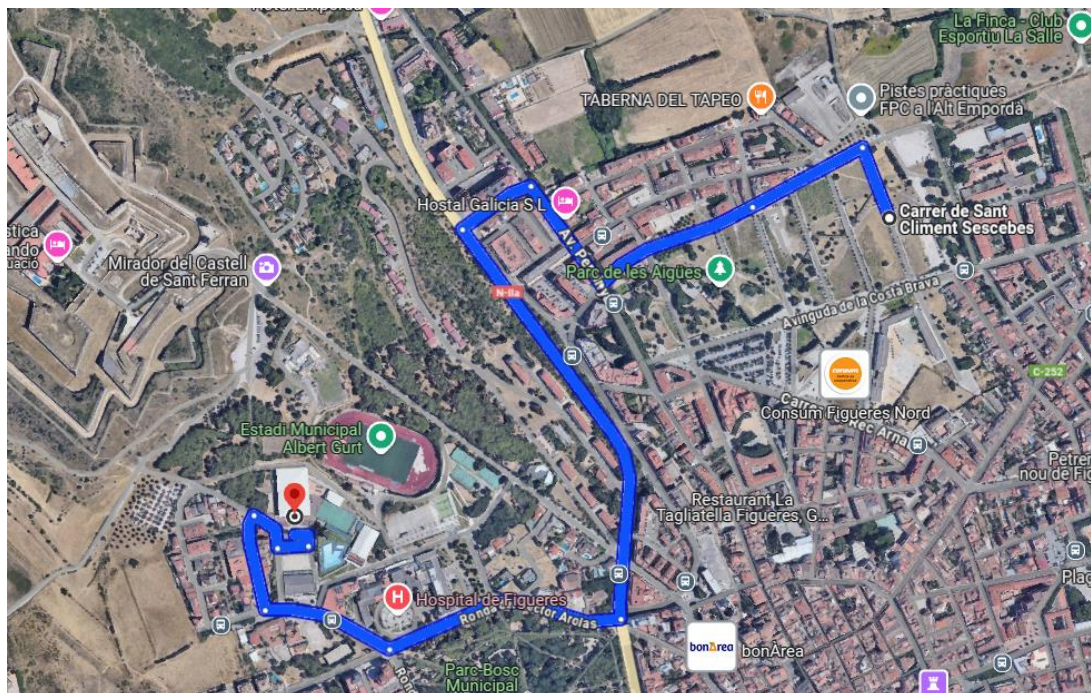 La Finca - Club
Esportiu La Salle
TABERNA DEL TAPEO
Pistes pràctiques
FPC a l'Alt Empordà
Hostal Galicia S.L
Carrer de Sant
Climent Sescebes
Mirador del Castell
de Sant Ferran
Parc de les Aigües
N-IIa
Avinguda de la Costa Brava
consum
C-252
Consum Figueres Nord
Estadi Municipal
Albert Gurt
Restaurant La
Tagliatella Figueres, G...
H
Hospital de Figueres
bonÀrea
bonÀrea
Parc-Bosc
Municipal